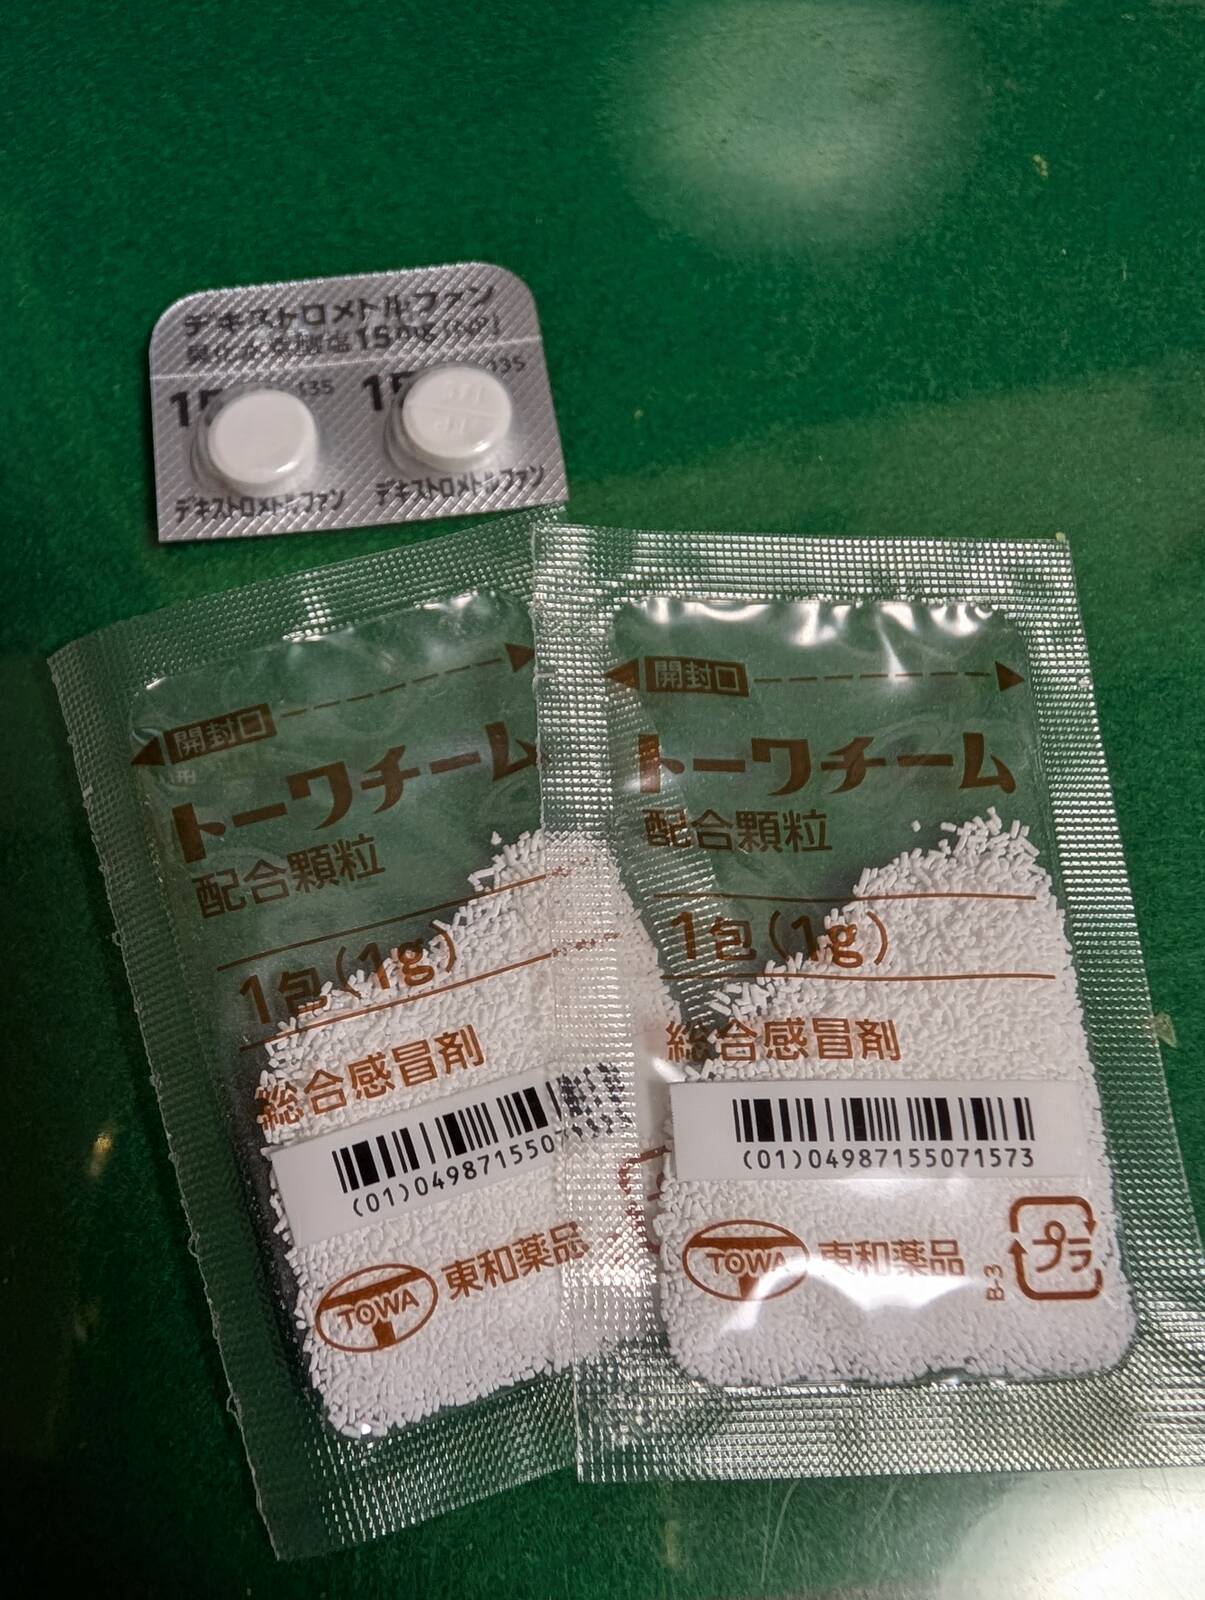 デキストロメトルファン
臭化水素酸塩15mg
15 135
15 135
デキストロメトルファン
デキストロメトルファン
開封口
トーワチーム
配合顆粒
1包(1g)
総合感冒剤
(01)049871550
TOWA 東和薬品
開封口
トーワチーム
配合顆粒
1包(1g)
総合感冒剤
(01)04987155071573
TOWA 東和薬品
B-3
プラ